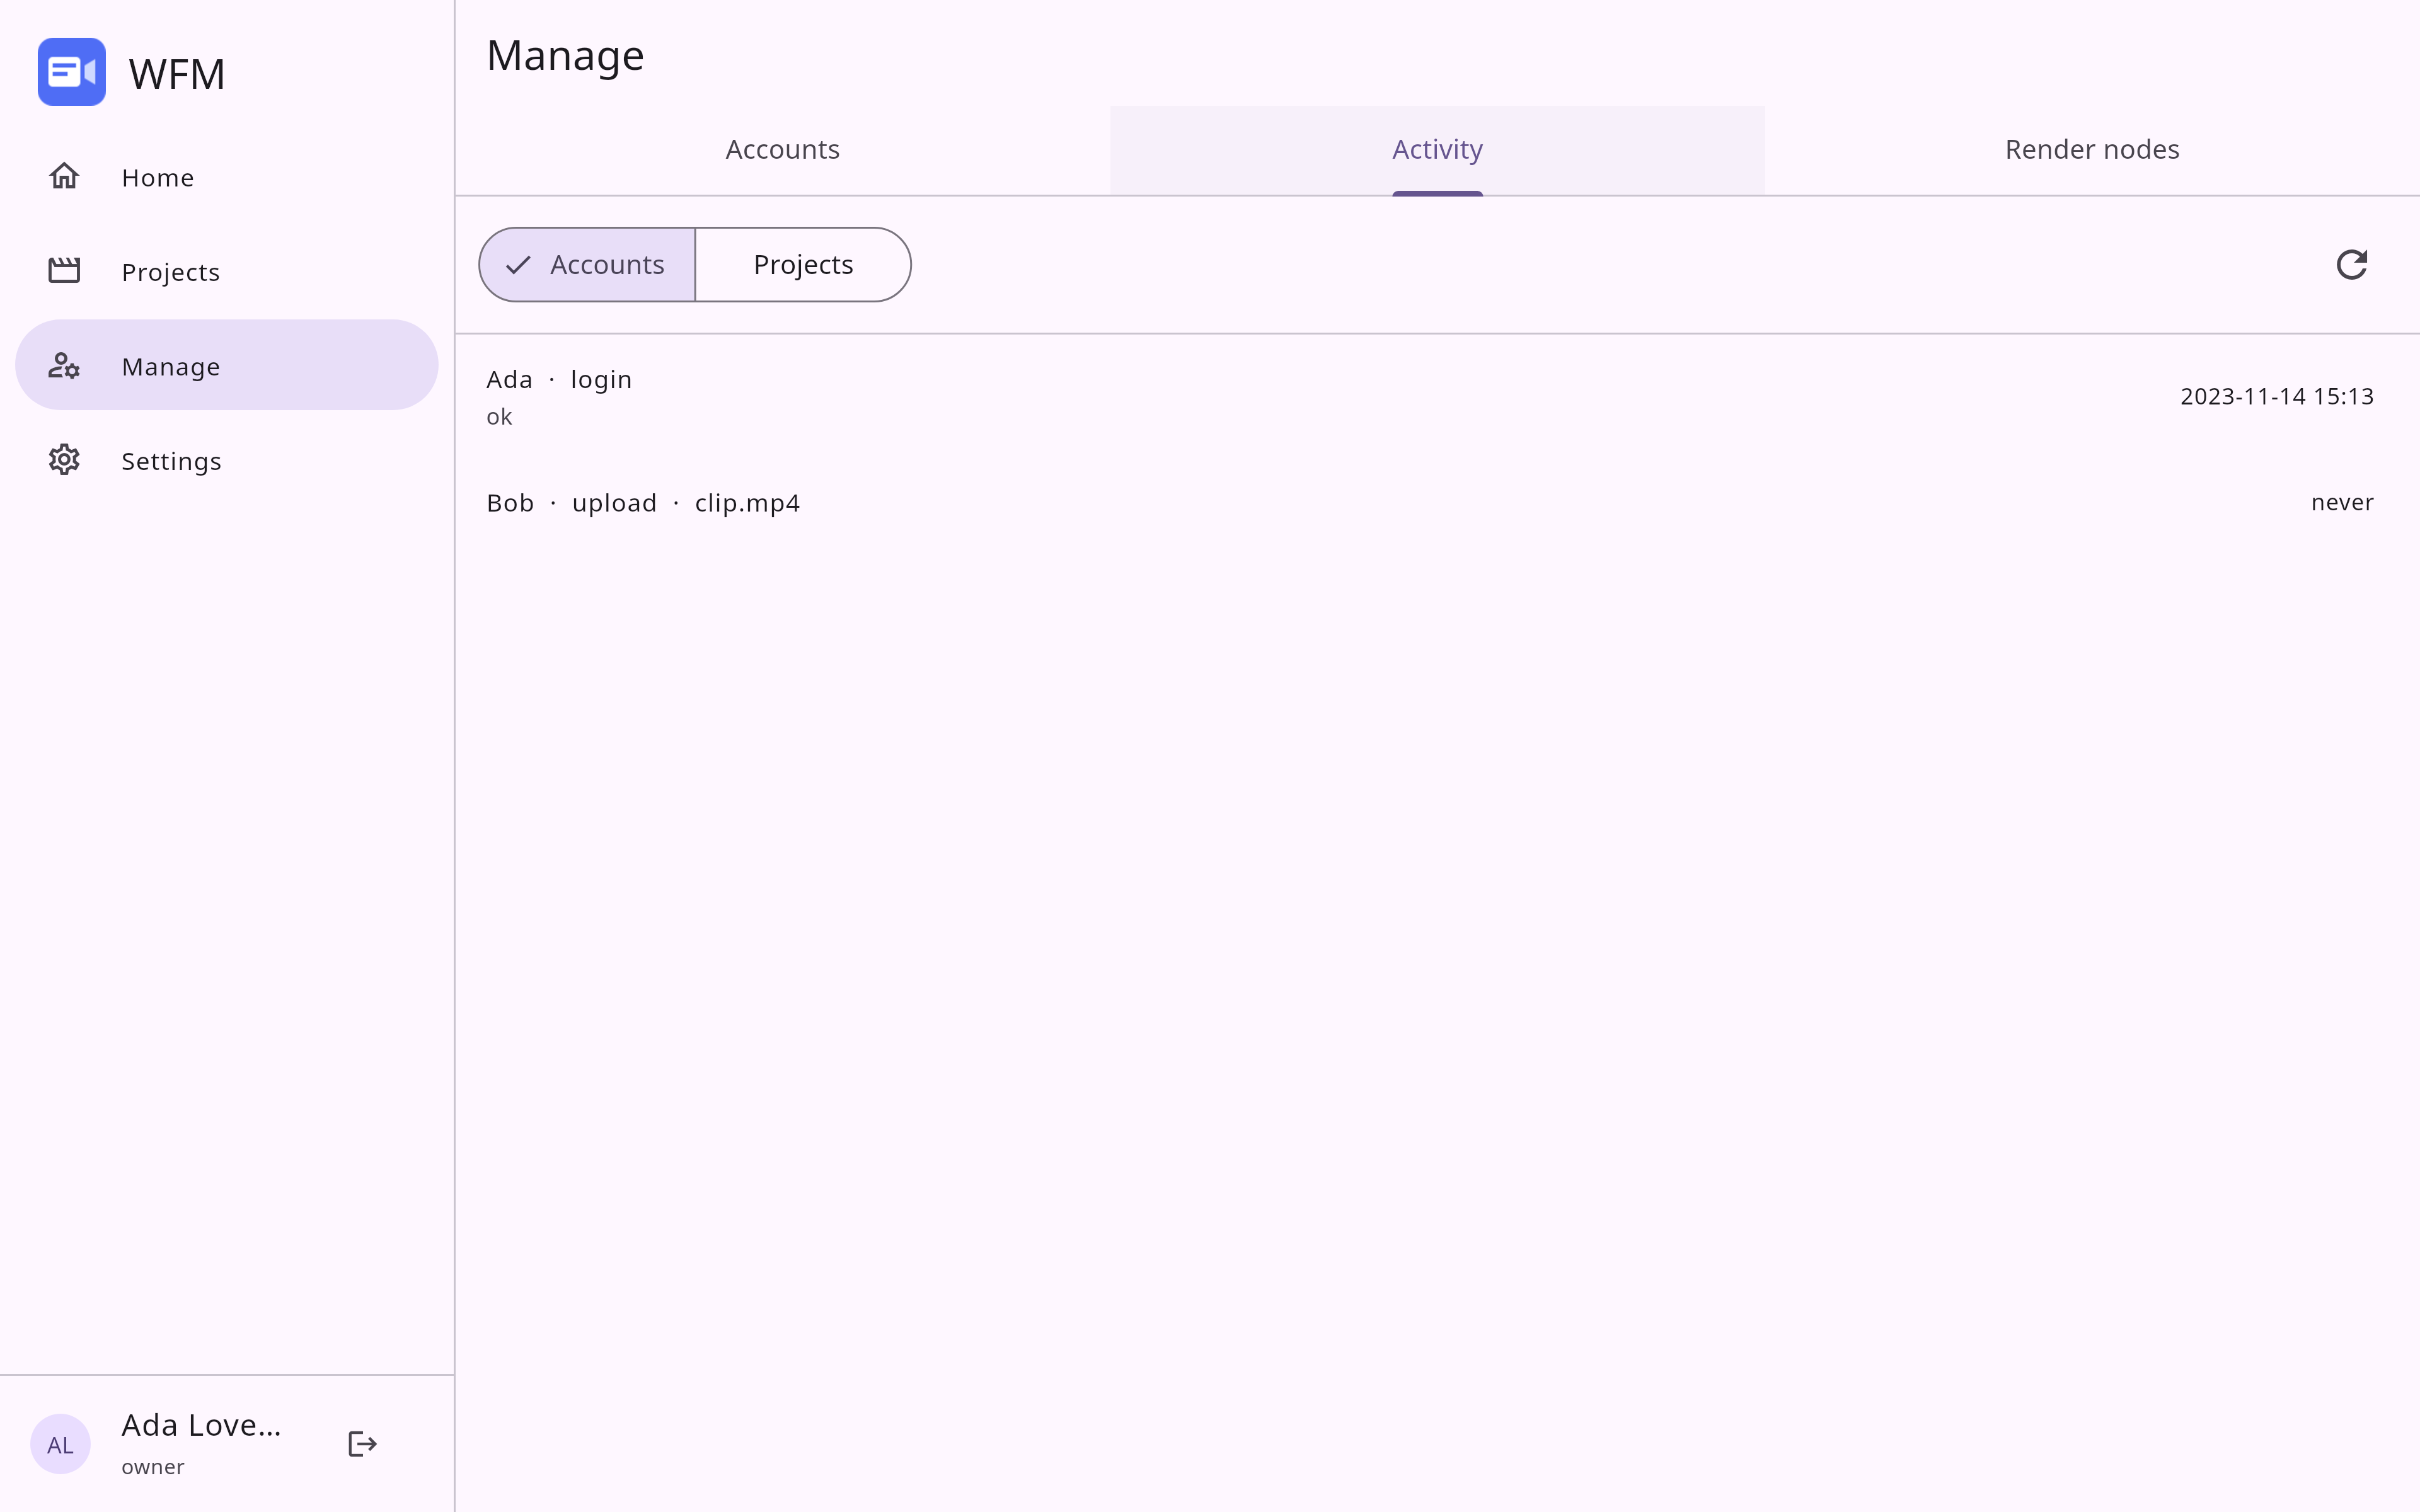 WFM
Home
Projects
Manage
Settings
Manage
Accounts
Activity
Render nodes
Accounts
Projects
Ada · login
ok
2023-11-14 15:13
Bob · upload · clip.mp4
never
AL
Ada Love…
owner